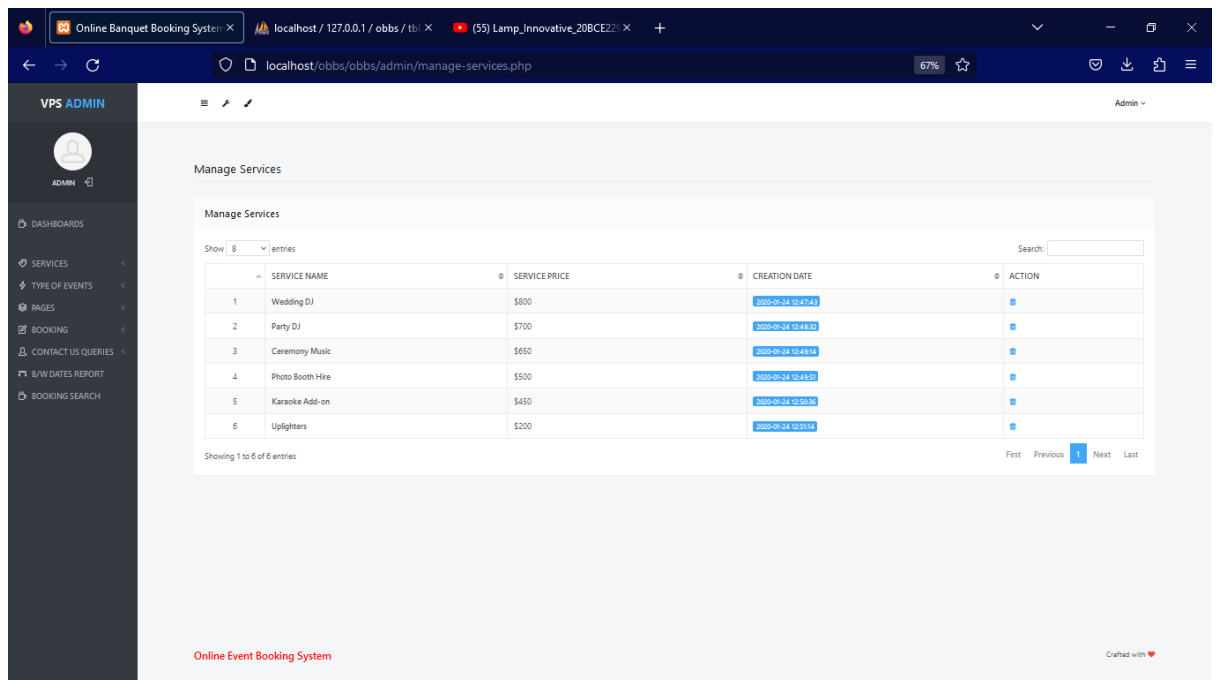 Online Banquet Booking System
localhost / 127.0.0.1 / obbs / tbl
(55) Lamp_Innovative_20BCE229
localhost/obbs/obbs/admin/manage-services.php
67%
VPS ADMIN
Admin
ADMIN
DASHBOARDS
SERVICES
TYPE OF EVENTS
PAGES
BOOKING
CONTACT US QUERIES
B/W DATES REPORT
BOOKING SEARCH
Manage Services
Manage Services
Show 8 entries
Search:
SERVICE NAME SERVICE PRICE CREATION DATE ACTION
1 Wedding DJ $800 2020-01-24 12:47:43
2 Party DJ $700 2020-01-24 12:48:32
3 Ceremony Music $650 2020-01-24 12:49:14
4 Photo Booth Hire $500 2020-01-24 12:49:51
5 Karaoke Add-on $450 2020-01-24 12:50:36
6 Uplighters $200 2020-01-24 12:51:14
Showing 1 to 6 of 6 entries
First Previous 1 Next Last
Online Event Booking System
Crafted with